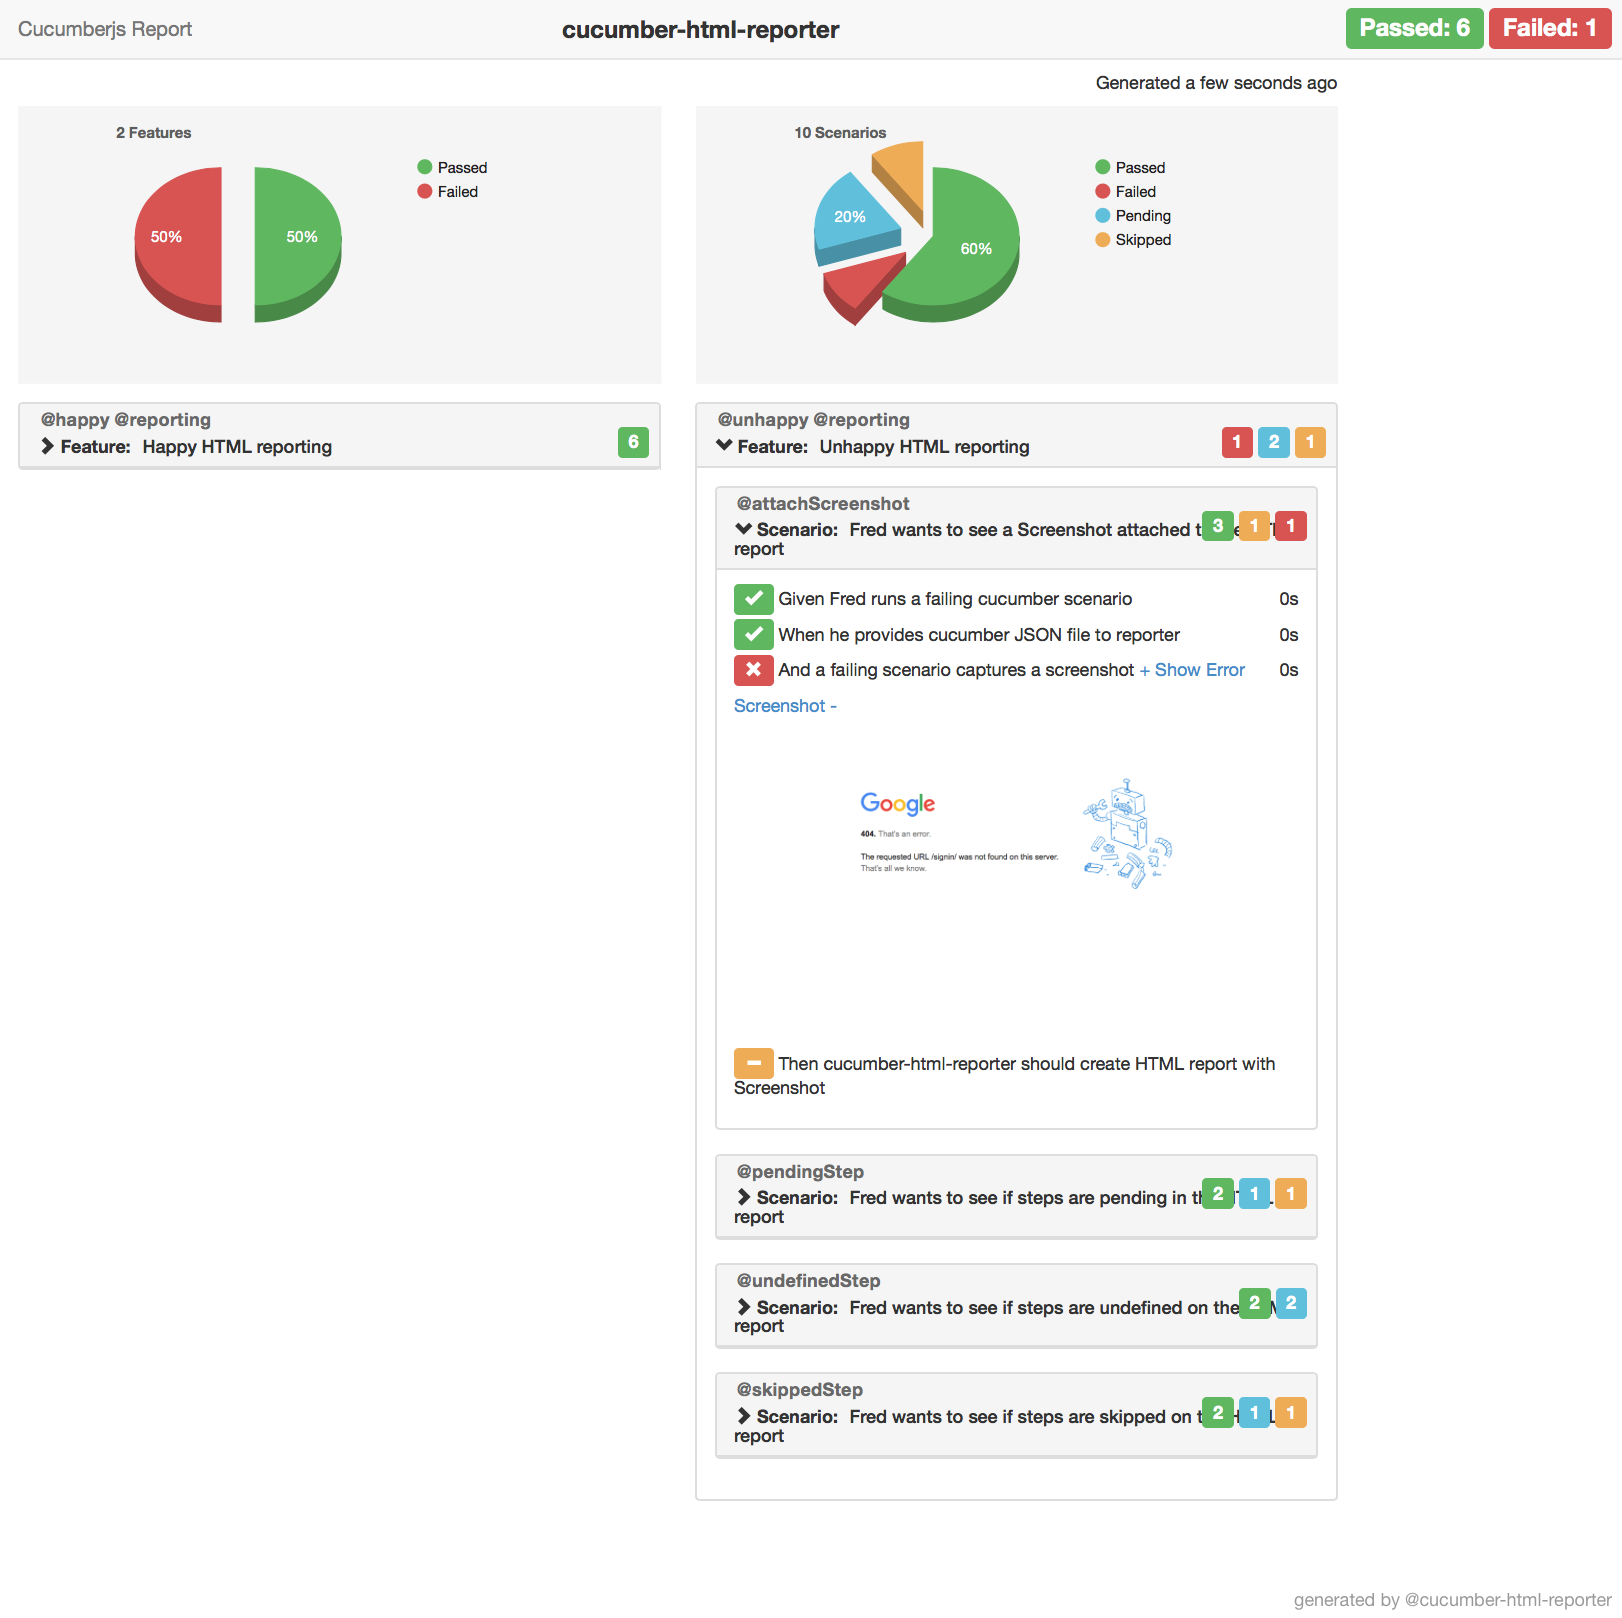 Cucumberjs Report
cucumber-html-reporter
Passed: 6
Failed: 1
Generated a few seconds ago
2 Features
50%
50%
Passed
Failed
10 Scenarios
20%
60%
Passed
Failed
Pending
Skipped
@happy @reporting
Feature: Happy HTML reporting
6
@unhappy @reporting
Feature: Unhappy HTML reporting
1 2 1
@attachScreenshot
Scenario: Fred wants to see a Screenshot attached
3 1 1
report
Given Fred runs a failing cucumber scenario 0s
When he provides cucumber JSON file to reporter 0s
And a failing scenario captures a screenshot + Show Error 0s
Screenshot -
Google
404. That's an error.
The requested URL /signin/ was not found on this server.
That's all we know.
Then cucumber-html-reporter should create HTML report with
Screenshot
@pendingStep
Scenario: Fred wants to see if steps are pending in
2 1 1
report
@undefinedStep
Scenario: Fred wants to see if steps are undefined on the
2 2
report
@skippedStep
Scenario: Fred wants to see if steps are skipped on
2 1 1
report
generated by @cucumber-html-reporter